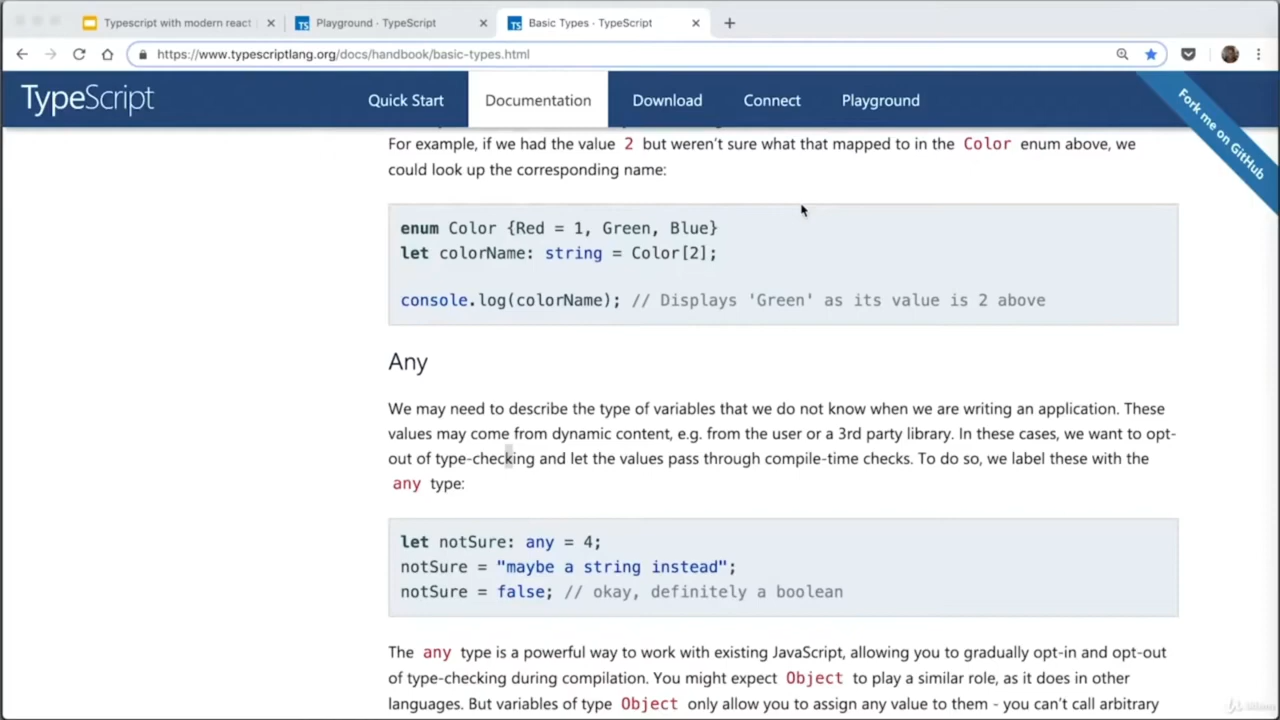 Typescript with modern react
Playground · TypeScript
Basic Types · TypeScript
https://www.typescriptlang.org/docs/handbook/basic-types.html
TypeScript
Quick Start
Documentation
Download
Connect
Playground
Fork me on GitHub
For example, if we had the value 2 but weren't sure what that mapped to in the Color enum above, we
could look up the corresponding name:
enum Color {Red = 1, Green, Blue}
let colorName: string = Color[2];
console.log(colorName); // Displays 'Green' as its value is 2 above
Any
We may need to describe the type of variables that we do not know when we are writing an application. These
values may come from dynamic content, e.g. from the user or a 3rd party library. In these cases, we want to opt-
out of type-checking and let the values pass through compile-time checks. To do so, we label these with the
any type:
let notSure: any = 4;
notSure = "maybe a string instead";
notSure = false; // okay, definitely a boolean
The any type is a powerful way to work with existing JavaScript, allowing you to gradually opt-in and opt-out
of type-checking during compilation. You might expect Object to play a similar role, as it does in other
languages. But variables of type Object only allow you to assign any value to them - you can't call arbitrary